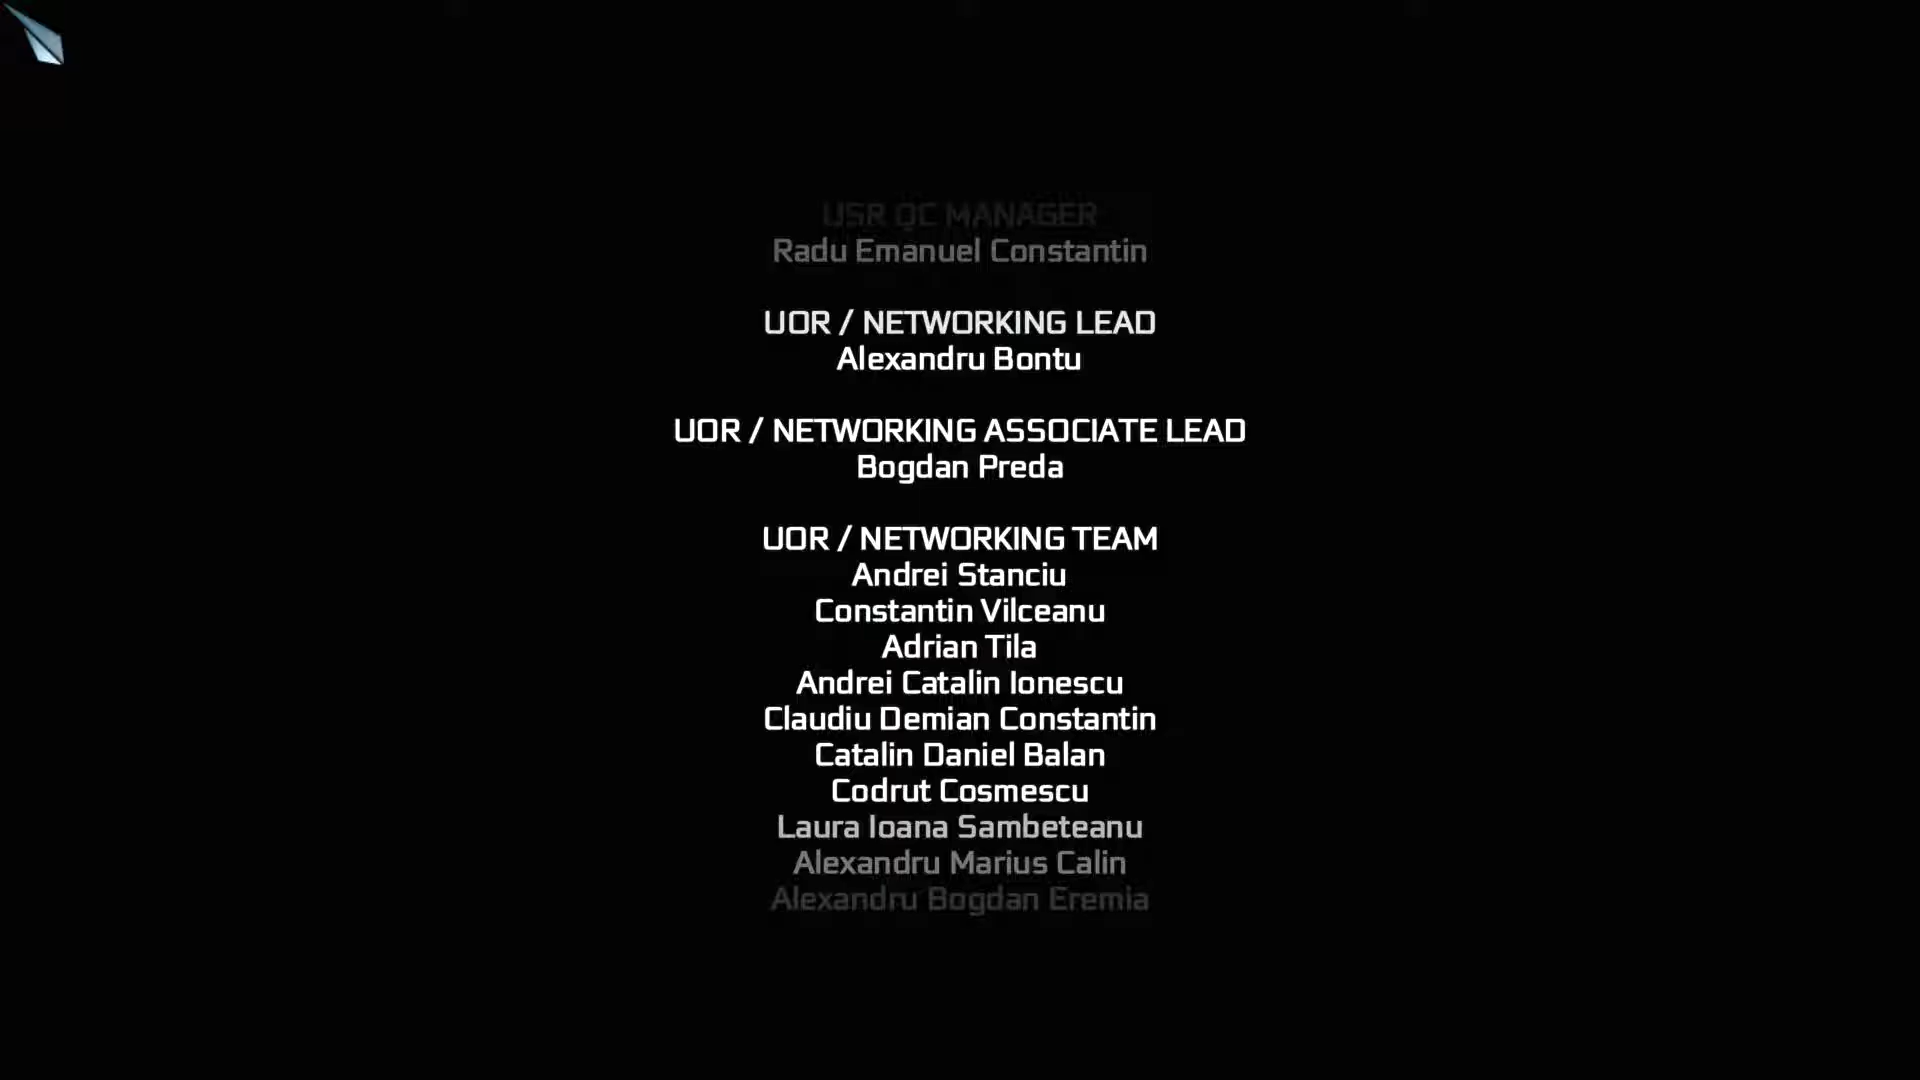 USR QC MANAGER
Radu Emanuel Constantin
UOR / NETWORKING LEAD
Alexandru Bontu
UOR / NETWORKING ASSOCIATE LEAD
Bogdan Preda
UOR / NETWORKING TEAM
Andrei Stanciu
Constantin Vilceanu
Adrian Tila
Andrei Catalin Ionescu
Claudiu Demian Constantin
Catalin Daniel Balan
Codrut Cosmescu
Laura Ioana Sambeteanu
Alexandru Marius Calin
Alexandru Bogdan Eremia